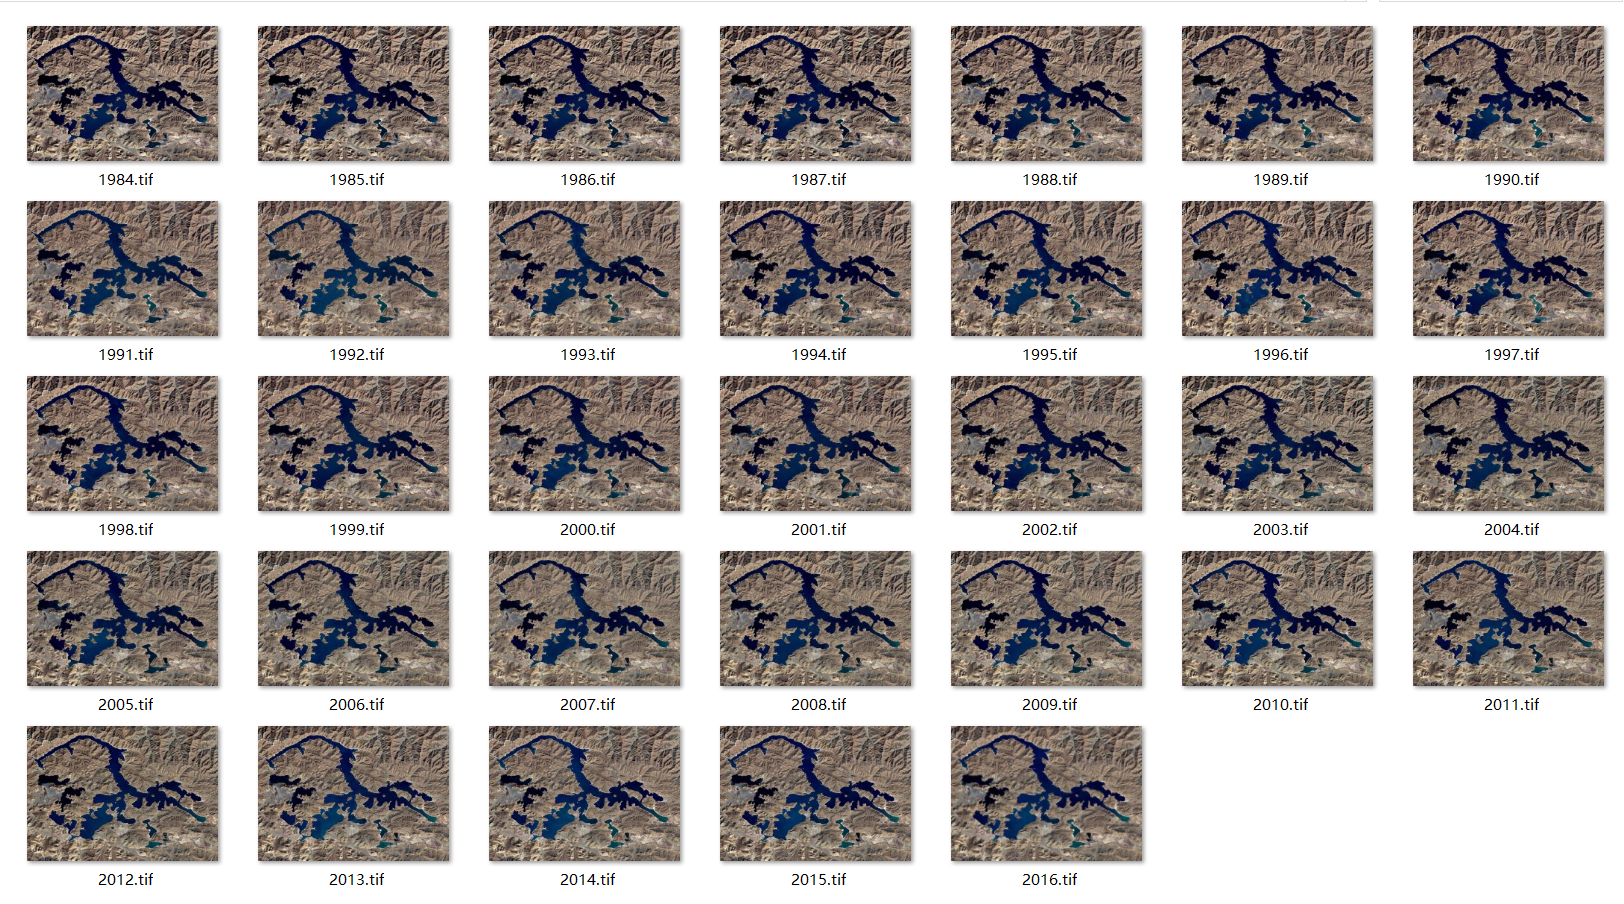 1984.tif 1985.tif 1986.tif 1987.tif 1988.tif 1989.tif 1990.tif
1991.tif 1992.tif 1993.tif 1994.tif 1995.tif 1996.tif 1997.tif
1998.tif 1999.tif 2000.tif 2001.tif 2002.tif 2003.tif 2004.tif
2005.tif 2006.tif 2007.tif 2008.tif 2009.tif 2010.tif 2011.tif
2012.tif 2013.tif 2014.tif 2015.tif 2016.tif